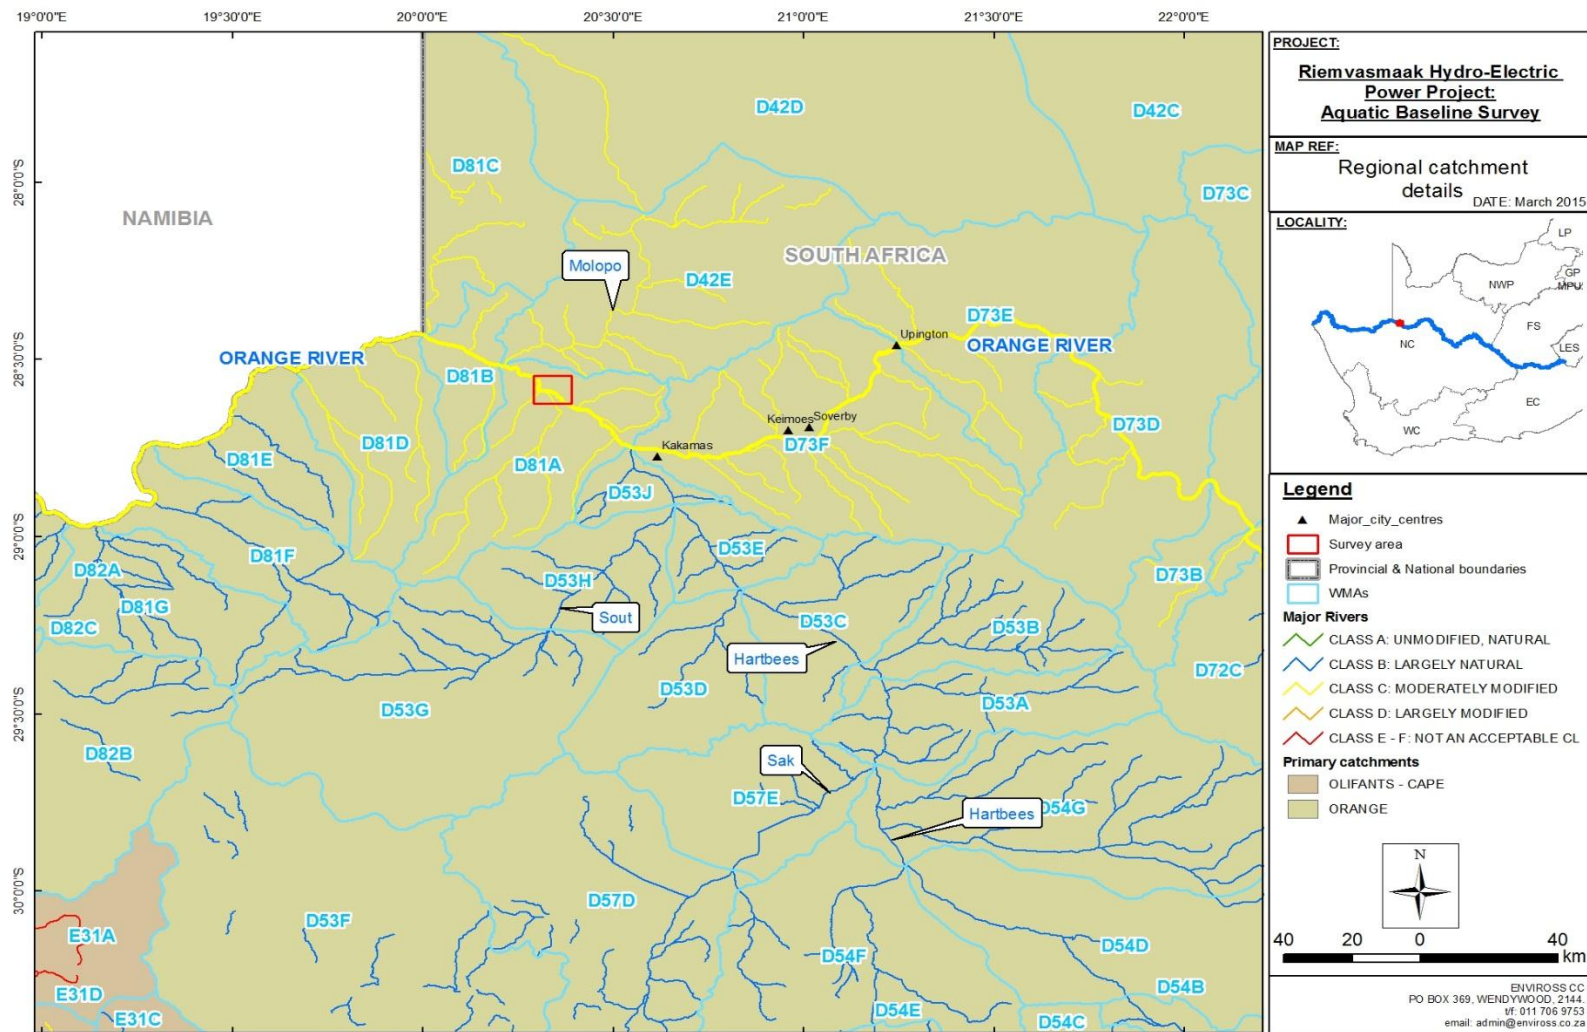 19°0'0"E
19°30'0"E
20°0'0"E
20°30'0"E
21°0'0"E
21°30'0"E
22°0'0"E
28°0'0"S
28°30'0"S
29°0'0"S
29°30'0"S
30°0'0"S
D42D
D42C
D81C
D73C
NAMIBIA
SOUTH AFRICA
Molopo
D42E
D73E
Upington
ORANGE RIVER
ORANGE RIVER
D81B
Keimoes
Soverby
D73D
D81D
Kakamas
D73F
D81E
D81A
D53J
D81F
D53E
D82A
D53H
D73B
D81G
Sout
D82C
D53C
D53B
Hartbees
D72C
D53D
D53A
D53G
D82B
Sak
D57E
D54G
Hartbees
D57D
D53F
E31A
D54D
D54F
E31D
D54B
E31C
D54E
D54C
PROJECT:
Riemvasmaak Hydro-Electric
Power Project:
Aquatic Baseline Survey
MAP REF:
Regional catchment
details
DATE: March 2015
LOCALITY:
LP
GP
NWP
MPU
FS
NC
LES
EC
WC
Legend
Major_city_centres
Survey area
Provincial & National boundaries
WMAs
Major Rivers
CLASS A: UNMODIFIED, NATURAL
CLASS B: LARGELY NATURAL
CLASS C: MODERATELY MODIFIED
CLASS D: LARGELY MODIFIED
CLASS E - F: NOT AN ACCEPTABLE CL
Primary catchments
OLIFANTS - CAPE
ORANGE
N
40 20 0 40
km
ENVIROSS CC
PO BOX 369, WENDYWOOD, 2144.
t/f: 011 706 9753
email: admin@enviross.co.za